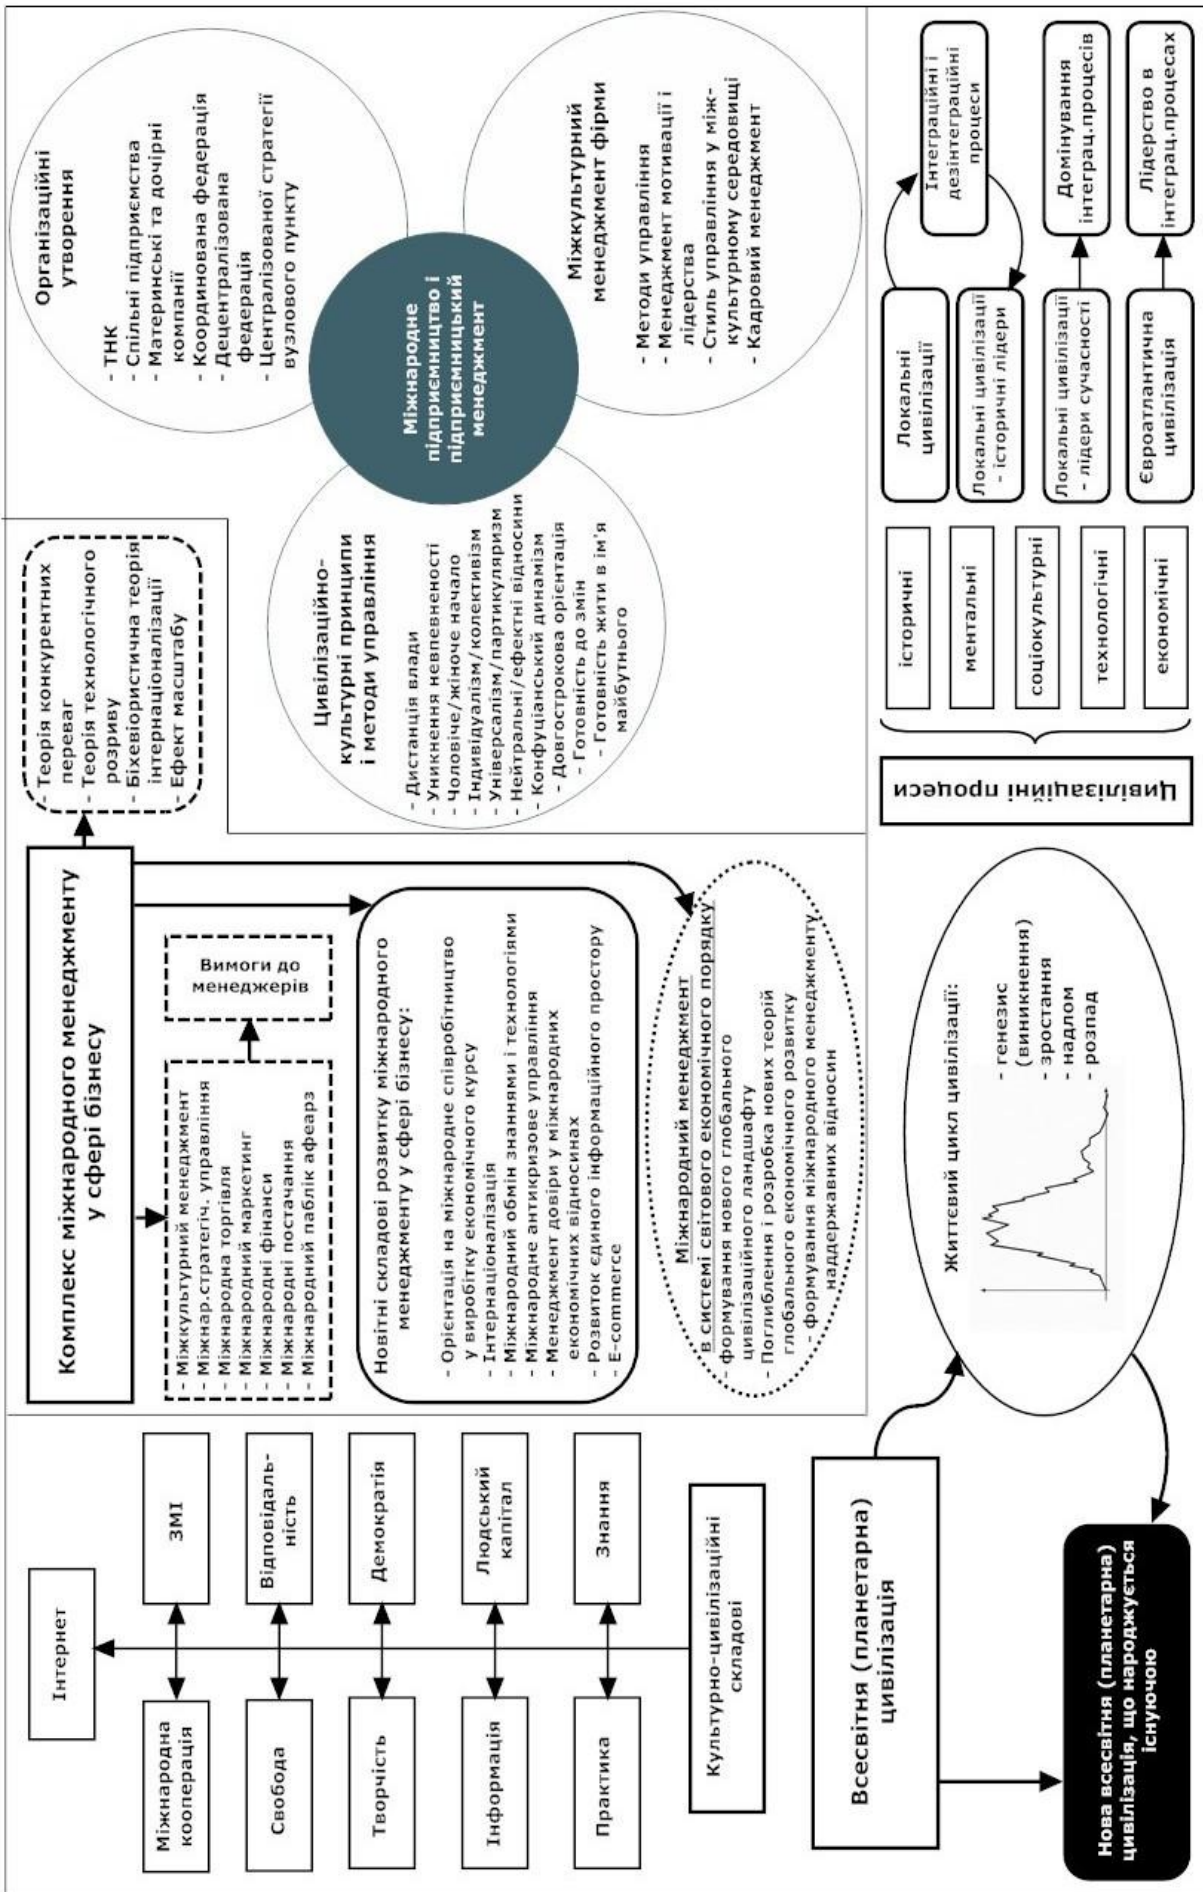 Інтернет
Міжнародна
кооперація
ЗМІ
Свобода
Відповідаль-
ність
Творчість
Демократія
Інформація
Людський
капітал
Практика
Знання
Культурно-цивілізаційні
складові
Комплекс міжнародного менеджменту
у сфері бізнесу
- Міжкультурний менеджмент
- Міжнар.стратегіч. управління
- Міжнародна торгівля
- Міжнародний маркетинг
- Міжнародні фінанси
- Міжнародні постачання
- Міжнародний паблік афеарз
Вимоги до
менеджерів
- Теорія конкурентних
переваг
- Теорія технологічного
розриву
- Біхевіористична теорія
інтернаціоналізації
- Ефект масштабу
Новітні складові розвитку міжнародного
менеджменту у сфері бізнесу:
- Орієнтація на міжнародне співробітництво
у виробітку економічного курсу
- Інтернаціоналізація
- Міжнародний обмін знаннями і технологіями
- Міжнародне антикризове управління
- Менеджмент довіри у міжнародних
економічних відносинах
- Розвиток єдиного інформаційного простору
- E-commerce
Міжнародний менеджмент
в системі світового економічного порядку
- формування нового глобального
цивілізаційного ландшафту
- Поглиблення і розробка нових теорій
глобального економічного розвитку
- формування міжнародного менеджменту
наддержавних відносин
Організаційні
утворення
- ТНК
- Спільні підприємства
- Материнські та дочірні
компанії
- Координована федерація
- Децентралізована
федерація
- Централізованої стратегії
вузлового пункту
Цивілізаційно-
культурні принципи
і методи управління
- Дистанція влади
- Уникнення невпевненості
- Чоловіче/жіноче начало
- Індивідуалізм/колективізм
- Універсалізм/партикуляризм
- Нейтральні/ефектні відносини
- Конфуціанський динамізм
- Довгострокова орієнтація
- Готовність до змін
- Готовність жити в ім'я
майбутнього
Міжнародне
підприємництво і
підприємницький
менеджмент
Міжкультурний
менеджмент фірми
- Методи управління
- Менеджмент мотивації і
лідерства
- Стиль управління у між-
культурному середовищі
- Кадровий менеджмент
Всесвітня (планетарна)
цивілізація
Нова всесвітня (планетарна)
цивілізація, що народжується
існуючою
Життєвий цикл цивілізації:
- генезис
(виникнення)
- зростання
- надлом
- розпад
Цивілізаційні процеси
історичні
ментальні
соціокультурні
технологічні
економічні
Локальні
цивілізації
Інтеграційні і
дезінтеграційні
процеси
Локальні цивілізації
- історичні лідери
Локальні цивілізації
- лідери сучасності
Домінування
інтеграц.процесів
Євроатлантична
цивілізація
Лідерство в
інтеграц.процесах